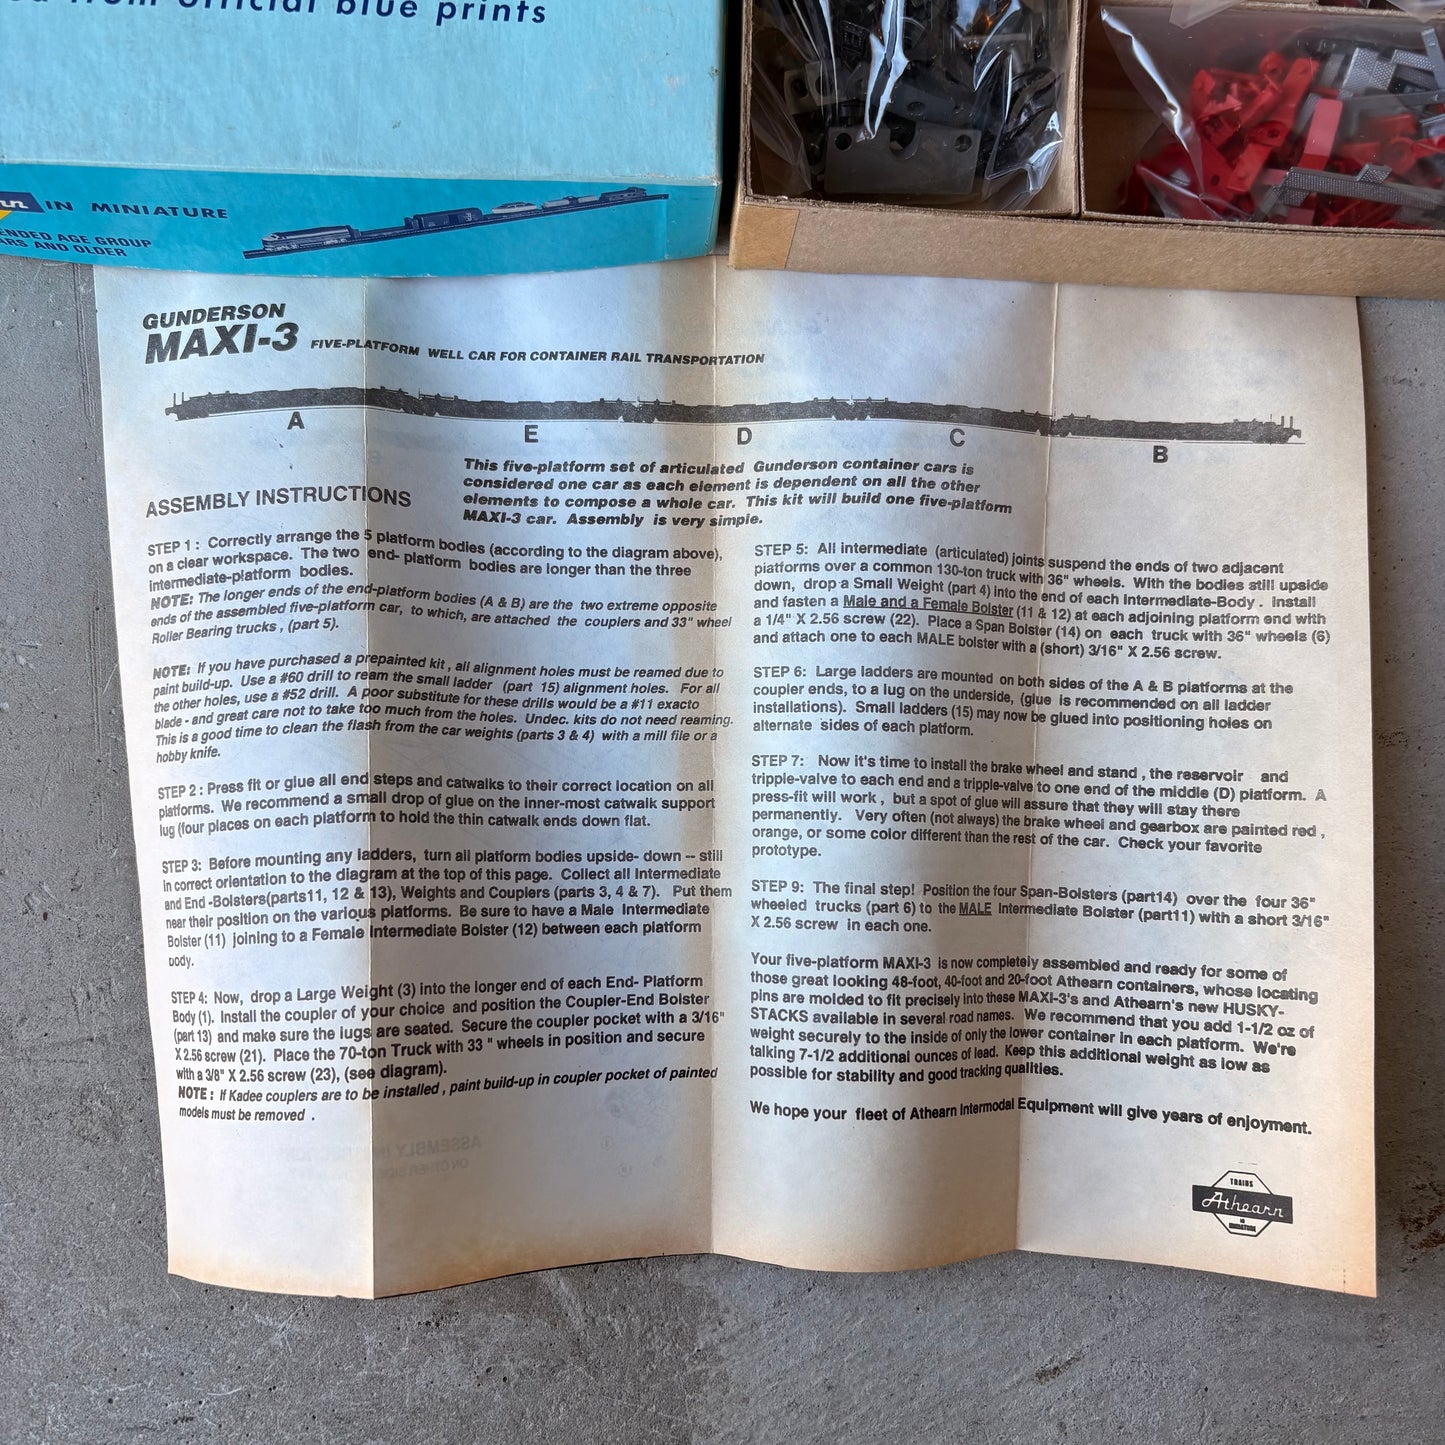 from official blue prints
IN MINIATURE
AGE GROUP
AND OLDER
GUNDERSON
MAXI-3 FIVE-PLATFORM WELL CAR FOR CONTAINER RAIL TRANSPORTATION
A E D C B
This five-platform set of articulated Gunderson container cars is
considered one car as each element is dependent on all the other
elements to compose a whole car. This kit will build one five-platform
MAXI-3 car. Assembly is very simple.
ASSEMBLY INSTRUCTIONS
STEP 1 : Correctly arrange the 5 platform bodies (according to the diagram above),
on a clear workspace. The two end- platform bodies are longer than the three
intermediate-platform bodies.
NOTE: The longer ends of the end-platform bodies (A & B) are the two extreme opposite
ends of the assembled five-platform car, to which, are attached the couplers and 33" wheel
Roller Bearing trucks , (part 5).
NOTE: If you have purchased a prepainted kit , all alignment holes must be reamed due to
paint build-up. Use a #60 drill to ream the small ladder (part 15) alignment holes. For all
the other holes, use a #52 drill. A poor substitute for these drills would be a #11 exacto
blade - and great care not to take too much from the holes. Undec. kits do not need reaming.
This is a good time to clean the flash from the car weights (parts 3 & 4) with a mill file or a
hobby knife.
STEP 2 : Press fit or glue all end steps and catwalks to their correct location on all
platforms. We recommend a small drop of glue on the inner-most catwalk support
lug (four places on each platform to hold the thin catwalk ends down flat.
STEP 3: Before mounting any ladders, turn all platform bodies upside- down -- still
in correct orientation to the diagram at the top of this page. Collect all Intermediate
and End -Bolsters(parts11, 12 & 13), Weights and Couplers (parts 3, 4 & 7). Put them
near their position on the various platforms. Be sure to have a Male Intermediate
Bolster (11) joining to a Female Intermediate Bolster (12) between each platform
body.
STEP 4: Now, drop a Large Weight (3) into the longer end of each End- Platform
Body (1). Install the coupler of your choice and position the Coupler-End Bolster
(part 13) and make sure the lugs are seated. Secure the coupler pocket with a 3/16"
X 2.56 screw (21). Place the 70-ton Truck with 33 " wheels in position and secure
with a 3/8" X 2.56 screw (23), (see diagram).
NOTE : If Kadee couplers are to be installed , paint build-up in coupler pocket of painted
models must be removed .
STEP 5: All intermediate (articulated) joints suspend the ends of two adjacent
platforms over a common 130-ton truck with 36" wheels. With the bodies still upside
down, drop a Small Weight (part 4) into the end of each Intermediate-Body . Install
and fasten a Male and a Female Bolster (11 & 12) at each adjoining platform end with
a 1/4" X 2.56 screw (22). Place a Span Bolster (14) on each truck with 36" wheels (6)
and attach one to each MALE bolster with a (short) 3/16" X 2.56 screw.
STEP 6: Large ladders are mounted on both sides of the A & B platforms at the
coupler ends, to a lug on the underside, (glue is recommended on all ladder
installations). Small ladders (15) may now be glued into positioning holes on
alternate sides of each platform.
STEP 7: Now it's time to install the brake wheel and stand , the reservoir and
tripple-valve to each end and a tripple-valve to one end of the middle (D) platform. A
press-fit will work , but a spot of glue will assure that they will stay there
permanently. Very often (not always) the brake wheel and gearbox are painted red ,
orange, or some color different than the rest of the car. Check your favorite
prototype.
STEP 9: The final step! Position the four Span-Bolsters (part14) over the four 36"
wheeled trucks (part 6) to the MALE Intermediate Bolster (part11) with a short 3/16"
X 2.56 screw in each one.
Your five-platform MAXI-3 is now completely assembled and ready for some of
those great looking 48-foot, 40-foot and 20-foot Athearn containers, whose locating
pins are molded to fit precisely into these MAXI-3's and Athearn's new HUSKY-
STACKS available in several road names. We recommend that you add 1-1/2 oz of
weight securely to the inside of only the lower container in each platform. We're
talking 7-1/2 additional ounces of lead. Keep this additional weight as low as
possible for stability and good tracking qualities.
We hope your fleet of Athearn Intermodal Equipment will give years of enjoyment.
TRAINS
Athearn
IN
MINIATURE